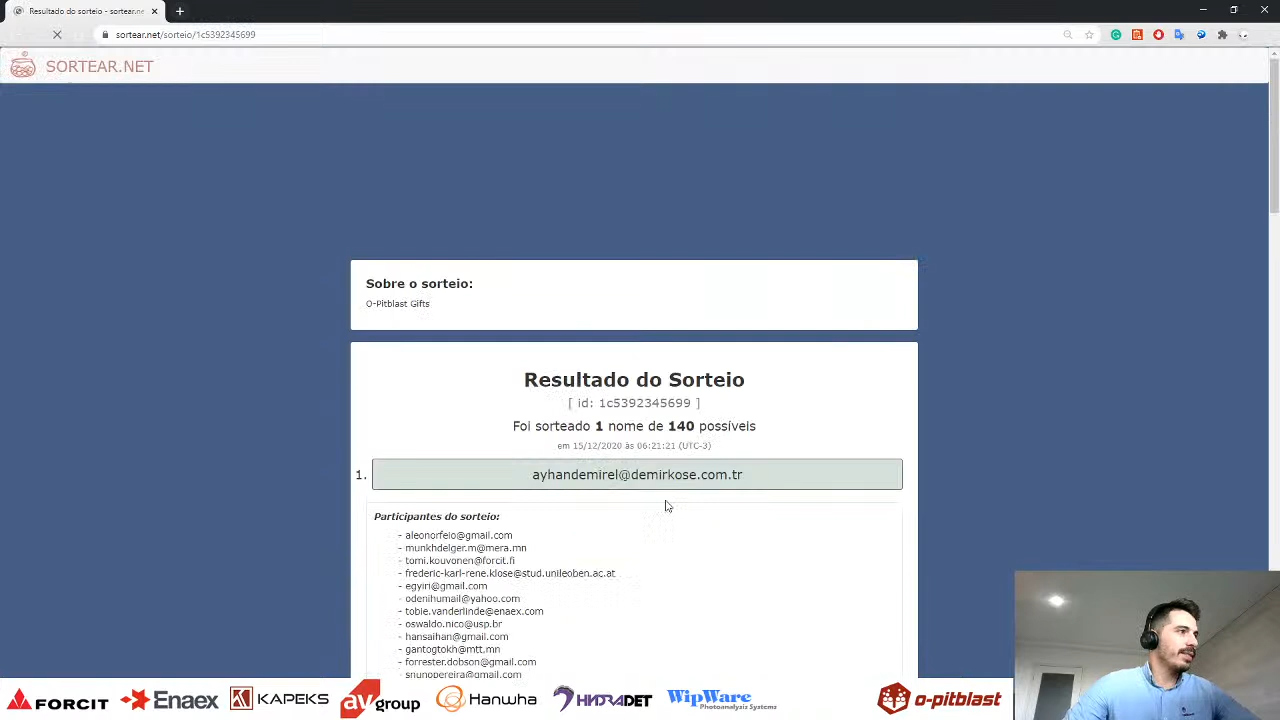 Resultado do sorteio - sortear.ne
sortear.net/sorteio/1c5392345699
SORTEAR.NET
Sobre o sorteio:
O-Pitblast Gifts
Resultado do Sorteio
[ id: 1c5392345699 ]
Foi sorteado 1 nome de 140 possíveis
em 15/12/2020 às 06:21:21 (UTC-3)
1. ayhandemirel@demirkose.com.tr
Participantes do sorteio:
- aleonorfeio@gmail.com
- munkhdelger.m@mera.mn
- tomi.kouvonen@forcit.fi
- frederic-karl-rene.klose@stud.unileoben.ac.at
- egyiri@gmail.com
- odenihumail@yahoo.com
- tobie.vanderlinde@enaex.com
- oswaldo.nico@usp.br
- hansaihan@gmail.com
- gantogtokh@mtt.mn
- forrester.dobson@gmail.com
- snunopereira@gmail.com
FORCIT Enaex KAPEKS av group Hanwha HYDRADET WipWare o-pitblast
Photoanalysis Systems